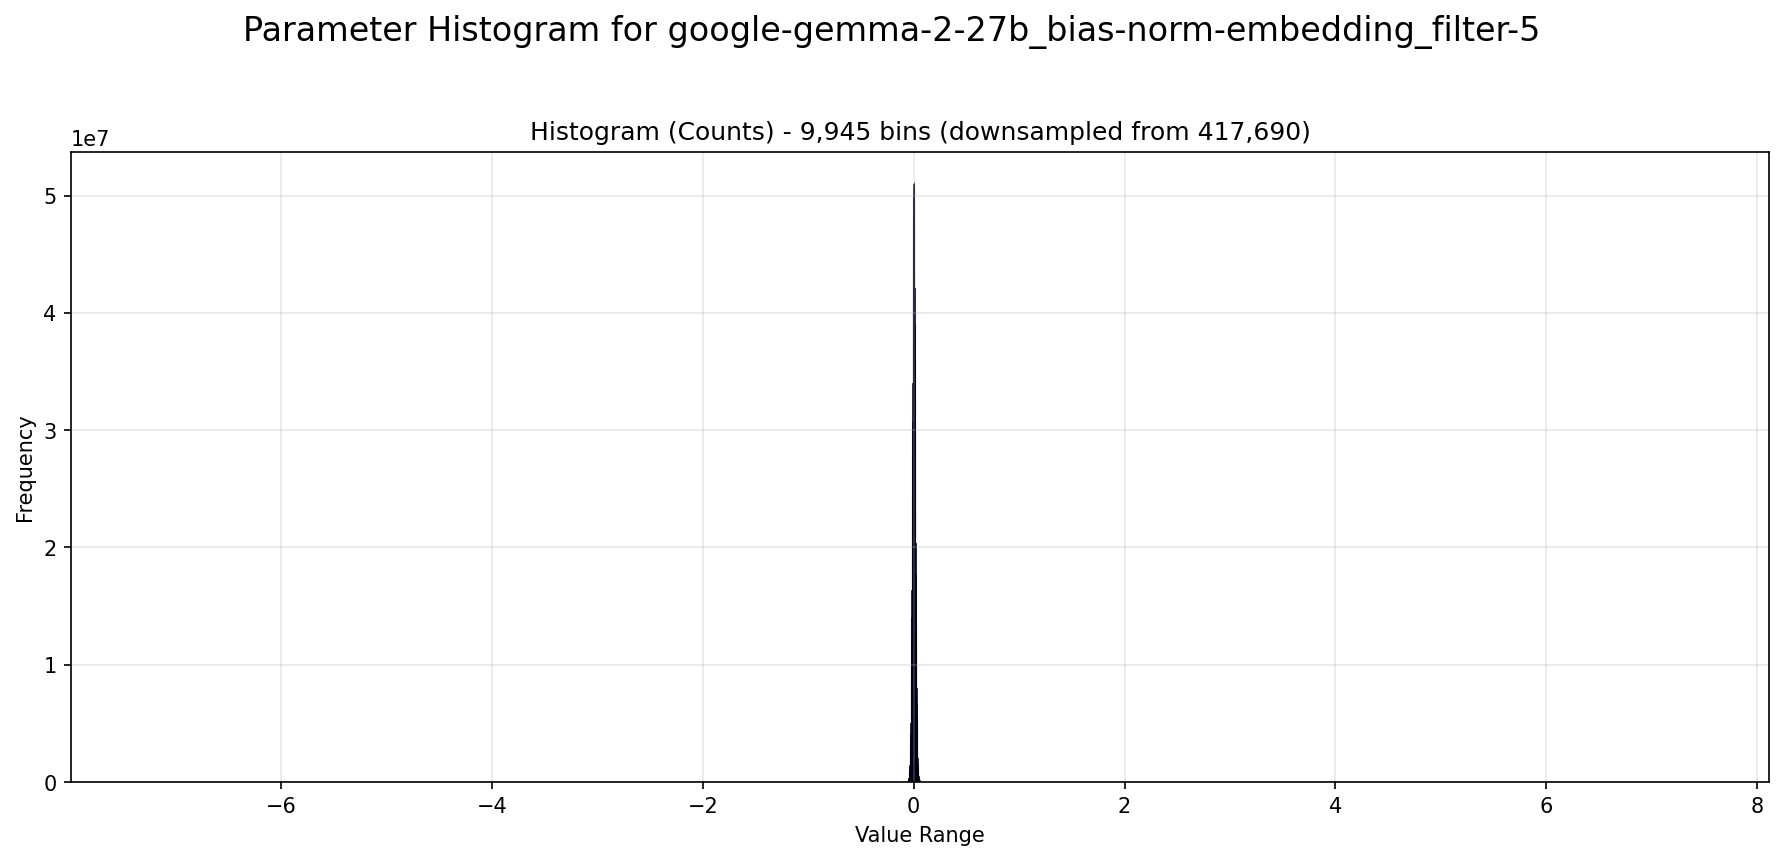 Parameter Histogram for google-gemma-2-27b_bias-norm-embedding_filter-5
Histogram (Counts) - 9,945 bins (downsampled from 417,690)
1e7
5
4
3
2
1
0
Frequency
−6
−4
−2
0
2
4
6
8
Value Range